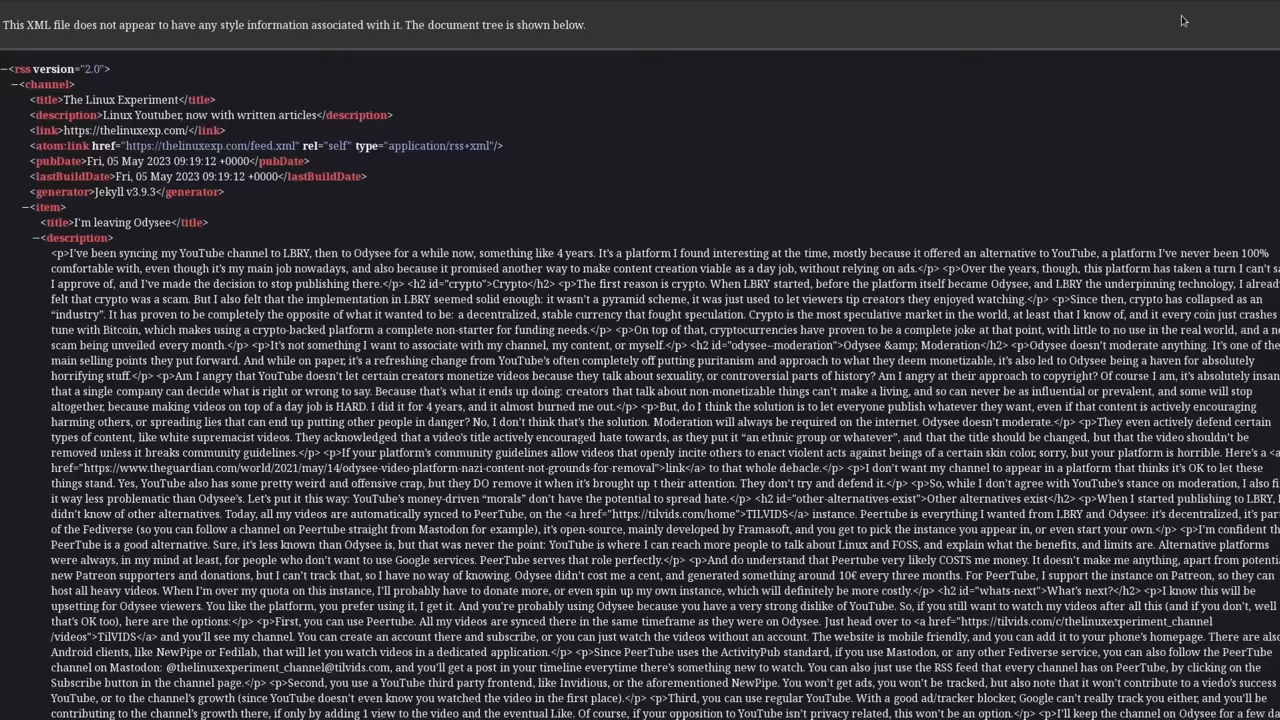 This XML file does not appear to have any style information associated with it. The document tree is shown below.
—<rss version="2.0">
—<channel>
<title>The Linux Experiment</title>
<description>Linux Youtuber, now with written articles</description>
<link>https://thelinuxexp.com/</link>
<atom:link href="https://thelinuxexp.com/feed.xml" rel="self" type="application/rss+xml"/>
<pubDate>Fri, 05 May 2023 09:19:12 +0000</pubDate>
<lastBuildDate>Fri, 05 May 2023 09:19:12 +0000</lastBuildDate>
<generator>Jekyll v3.9.3</generator>
—<item>
<title>I'm leaving Odysee</title>
—<description>
<p>I've been syncing my YouTube channel to LBRY, then to Odysee for a while now, something like 4 years. It's a platform I found interesting at the time, mostly because it offered an alternative to YouTube, a platform I've never been 100%
comfortable with, even though it's my main job nowadays, and also because it promised another way to make content creation viable as a day job, without relying on ads.</p> <p>Over the years, though, this platform has taken a turn I can't
I approve of, and I've made the decision to stop publishing there.</p> <h2 id="crypto">Crypto</h2> <p>The first reason is crypto. When LBRY started, before the platform itself became Odysee, and LBRY the underpinning technology, I
felt that crypto was a scam. But I also felt that the implementation in LBRY seemed solid enough: it wasn't a pyramid scheme, it was just used to let viewers tip creators they enjoyed watching.</p> <p>Since then, crypto has collapsed as an
“industry”. It has proven to be completely the opposite of what it wanted to be: a decentralized, stable currency that fought speculation. Crypto is the most speculative market in the world, at least that I know of, and it every coin just crashes
tune with Bitcoin, which makes using a crypto-backed platform a complete non-starter for funding needs.</p> <p>On top of that, cryptocurrencies have proven to be a complete joke at that point, with little to no use in the real world, and a
scam being unveiled every month.</p> <p>It's not something I want to associate with my channel, my content, or myself.</p> <h2 id="odysee--moderation">Odysee &amp; Moderation</h2> <p>Odysee doesn't moderate anything. It's one of the
main selling points they put forward. And while on paper, it's a refreshing change from YouTube's often completely off putting puritanism and approach to what they deem monetizable, it's also led to Odysee being a haven for absolutely
horrifying stuff.</p> <p>Am I angry that YouTube doesn't let certain creators monetize videos because they talk about sexuality, or controversial parts of history? Am I angry at their approach to copyright? Of course I am, it's absolutely
that a single company can decide what is right or wrong to say. Because that's what it ends up doing: creators that talk about non-monetizable things can't make a living, and so can never be as influential or prevalent, and some will stop
altogether, because making videos on top of a day job is HARD. I did it for 4 years, and it almost burned me out.</p> <p>But, do I think the solution is to let everyone publish whatever they want, even if that content is actively encouraging
harming others, or spreading lies that can end up putting other people in danger? No, I don't think that's the solution. Moderation will always be required on the internet. Odysee doesn't moderate.</p> <p>They even actively defend certain
types of content, like white supremacist videos. They acknowledged that a video's title actively encouraged hate towards, as they put it “an ethnic group or whatever”, and that the title should be changed, but that the video shouldn't be
removed unless it breaks community guidelines.</p> <p>If your platform's community guidelines allow videos that openly incite others to enact violent acts against beings of a certain skin color, sorry, but your platform is horrible. Here's a <a
href="https://www.theguardian.com/world/2021/may/14/odysee-video-platform-nazi-content-not-grounds-for-removal">link</a> to that whole debacle.</p> <p>I don't want my channel to appear in a platform that thinks it's OK to let these
things stand. Yes, YouTube also has some pretty weird and offensive crap, but they DO remove it when it's brought up t their attention. They don't try and defend it.</p> <p>So, while I don't agree with YouTube's stance on moderation, I also
it way less problematic than Odysee's. Let's put it this way: YouTube's money-driven “morals” don't have the potential to spread hate.</p> <h2 id="other-alternatives-exist">Other alternatives exist</h2> <p>When I started publishing to LBRY,
didn't know of other alternatives. Today, all my videos are automatically synced to PeerTube, on the <a href="https://tilvids.com/home">TILVIDS</a> instance. Peertube is everything I wanted from LBRY and Odysee: it's decentralized, it's part
of the Fediverse (so you can follow a channel on Peertube straight from Mastodon for example), it's open-source, mainly developed by Framasoft, and you get to pick the instance you appear in, or even start your own.</p> <p>I'm confident
PeerTube is a good alternative. Sure, it's less known than Odysee is, but that was never the point: YouTube is where I can reach more people to talk about Linux and FOSS, and explain what the benefits, and limits are. Alternative platforms
were always, in my mind at least, for people who don't want to use Google services. PeerTube serves that role perfectly.</p> <p>And do understand that Peertube very likely COSTS me money. It doesn't make me anything, apart from
new Patreon supporters and donations, but I can't track that, so I have no way of knowing. Odysee didn't cost me a cent, and generated something around 10€ every three months. For PeerTube, I support the instance on Patreon, so they can
host all heavy videos. When I'm over my quota on this instance, I'll probably have to donate more, or even spin up my own instance, which will definitely be more costly.</p> <h2 id="whats-next">What's next?</h2> <p>I know this will be
upsetting for Odysee viewers. You like the platform, you prefer using it, I get it. And you're probably using Odysee because you have a very strong dislike of YouTube. So, if you still want to watch my videos after all this (and if you don't, well
that's OK too), here are the options:</p> <p>First, you can use Peertube. All my videos are synced there in the same timeframe as they were on Odysee. Just head over to <a href="https://tilvids.com/c/thelinuxexperiment_channel
/videos">TilVIDS</a> and you'll see my channel. You can create an account there and subscribe, or you can just watch the videos without an account. The website is mobile friendly, and you can add it to your phone's homepage. There are
Android clients, like NewPipe or Fedilab, that will let you watch videos in a dedicated application.</p> <p>Since PeerTube uses the ActivityPub standard, if you use Mastodon, or any other Fediverse service, you can also follow the PeerTube
channel on Mastodon: @thelinuxexperiment_channel@tilvids.com, and you'll get a post in your timeline everytime there's something new to watch. You can also just use the RSS feed that every channel has on PeerTube, by clicking on the
Subscribe button in the channel page.</p> <p>Second, you use a YouTube third party frontend, like Invidious, or the aforementioned NewPipe. You won't get ads, you won't be tracked, but also note that it won't contribute to a viedo's success
YouTube, or to the channel's growth (since YouTube doesn't even know you watched the video in the first place).</p> <p>Third, you can use regular YouTube. With a good ad/tracker blocker, Google can't really track you either, and you'll be
contributing to the channel's growth there, if only by adding 1 view to the video and the eventual Like. Of course, if your opposition to YouTube isn't privacy related, this won't be an option.</p> <p>I'll keep the channel on Odysee for a few